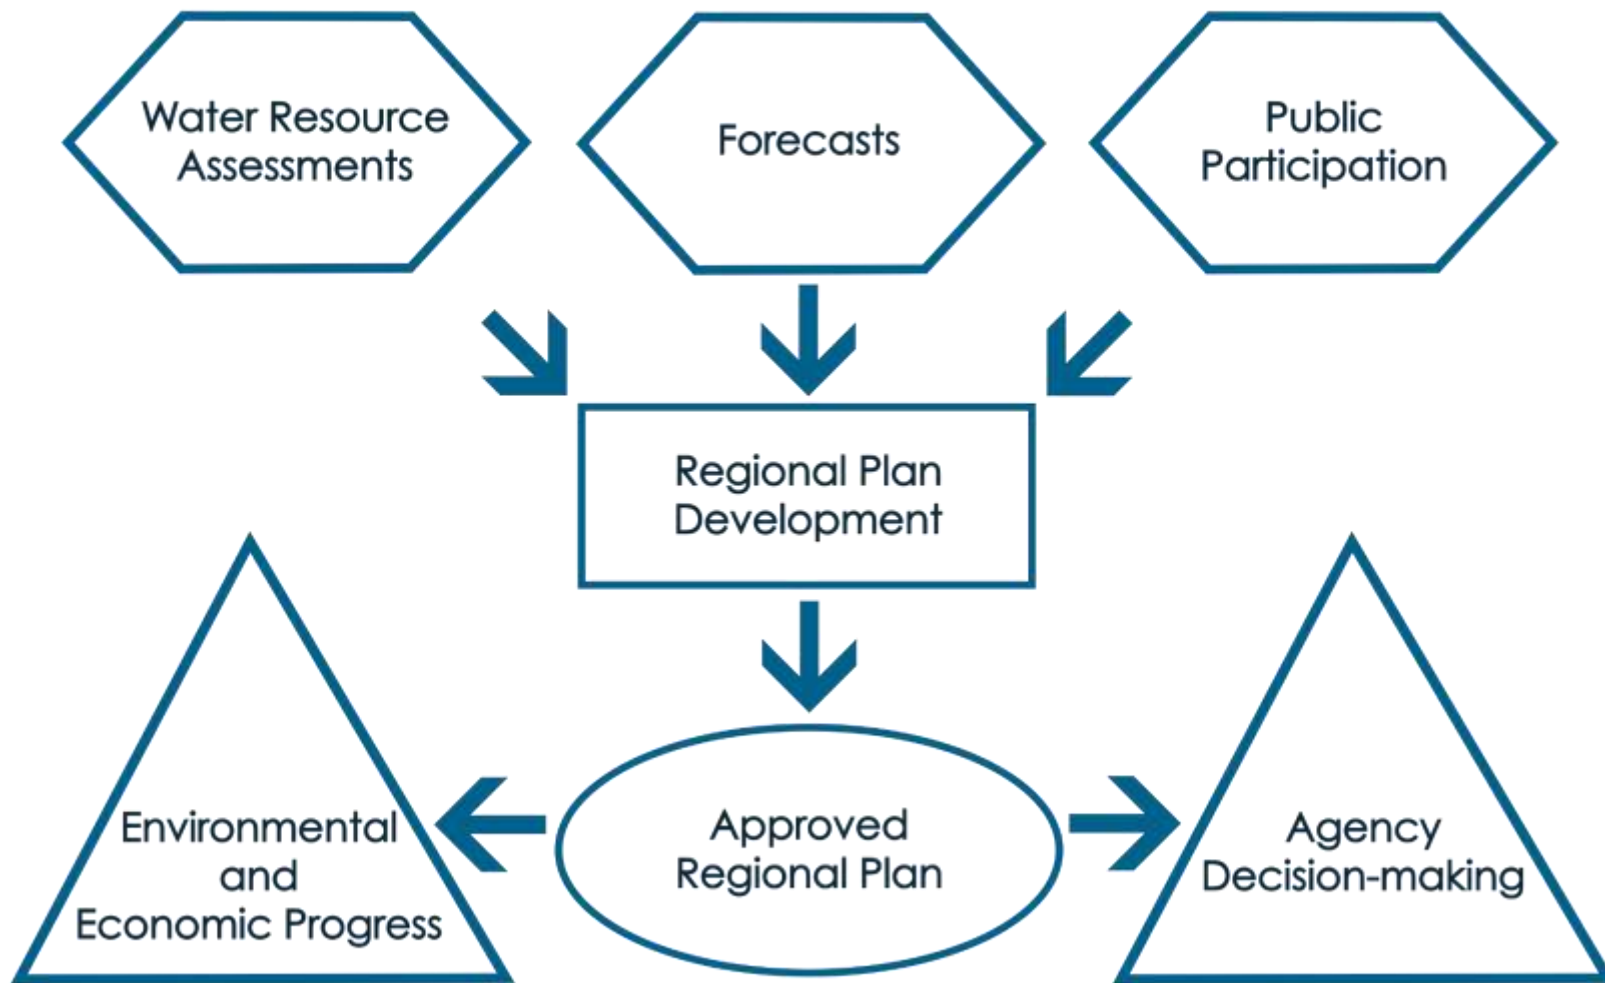 Water Resource
Assessments
Forecasts
Public
Participation
Regional Plan
Development
Environmental
and
Economic Progress
Approved
Regional Plan
Agency
Decision-making